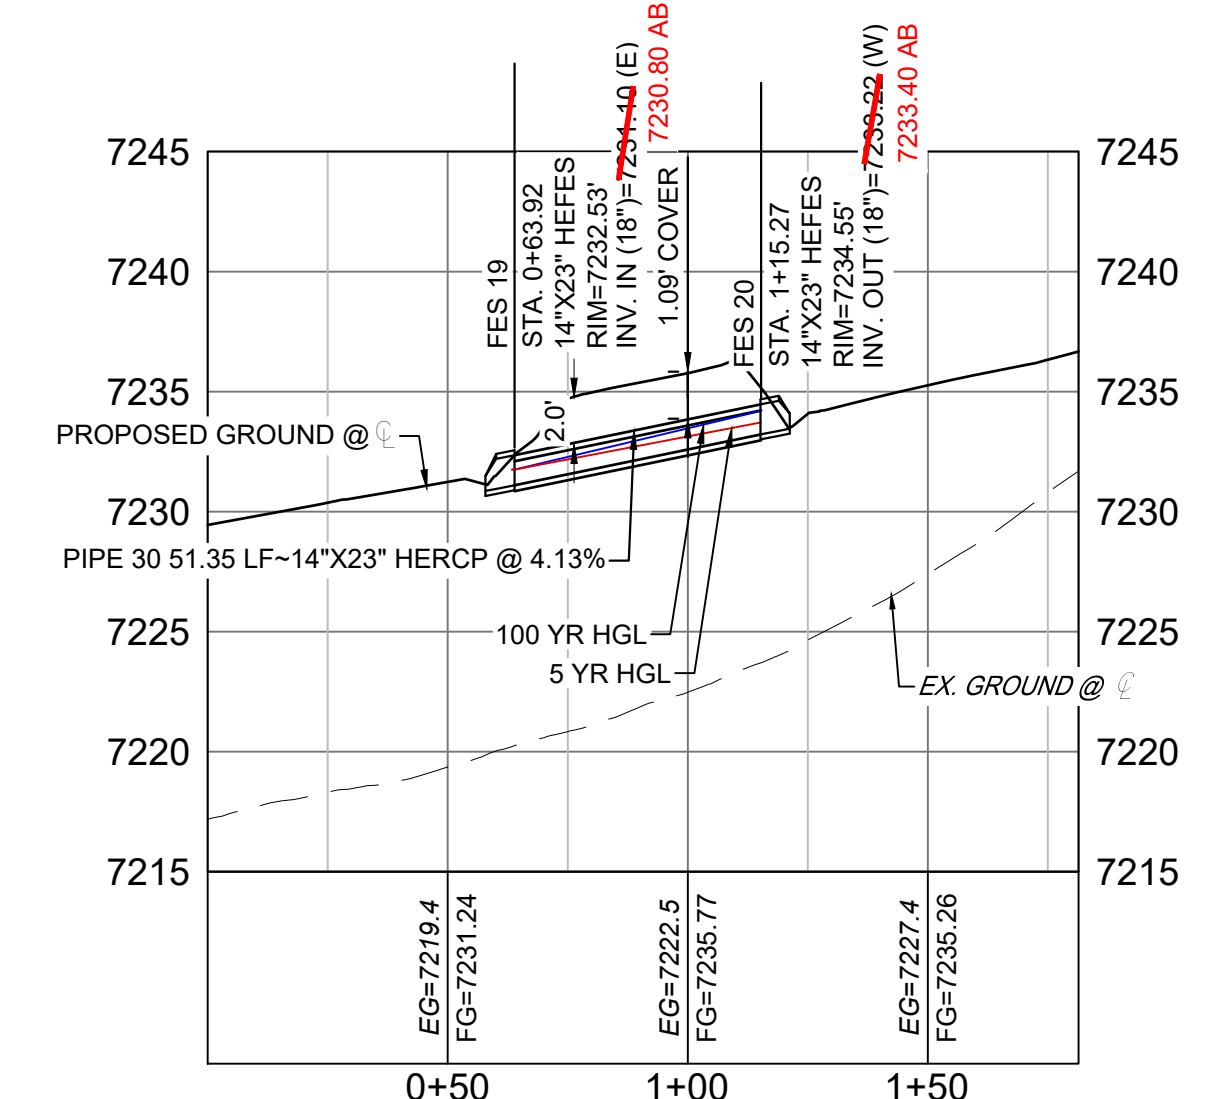 7230.80 AB
7233.40 AB
7245
7245
FES 19
STA. 0+63.92
14"X23" HEFES
RIM=7232.53'
INV. IN (18")=7231.10 (E)
1.09' COVER
FES 20
STA. 1+15.27
14"X23" HEFES
RIM=7234.55'
INV. OUT (18")=7233.22 (W)
7240
7240
7235
7235
2.0'
PROPOSED GROUND @ ℄
7230
7230
PIPE 30 51.35 LF~14"X23" HERCP @ 4.13%
7225
7225
100 YR HGL
5 YR HGL
EX. GROUND @ ℄
7220
7220
7215
7215
EG=7219.4
FG=7231.24
EG=7222.5
FG=7235.77
EG=7227.4
FG=7235.26
0+50
1+00
1+50